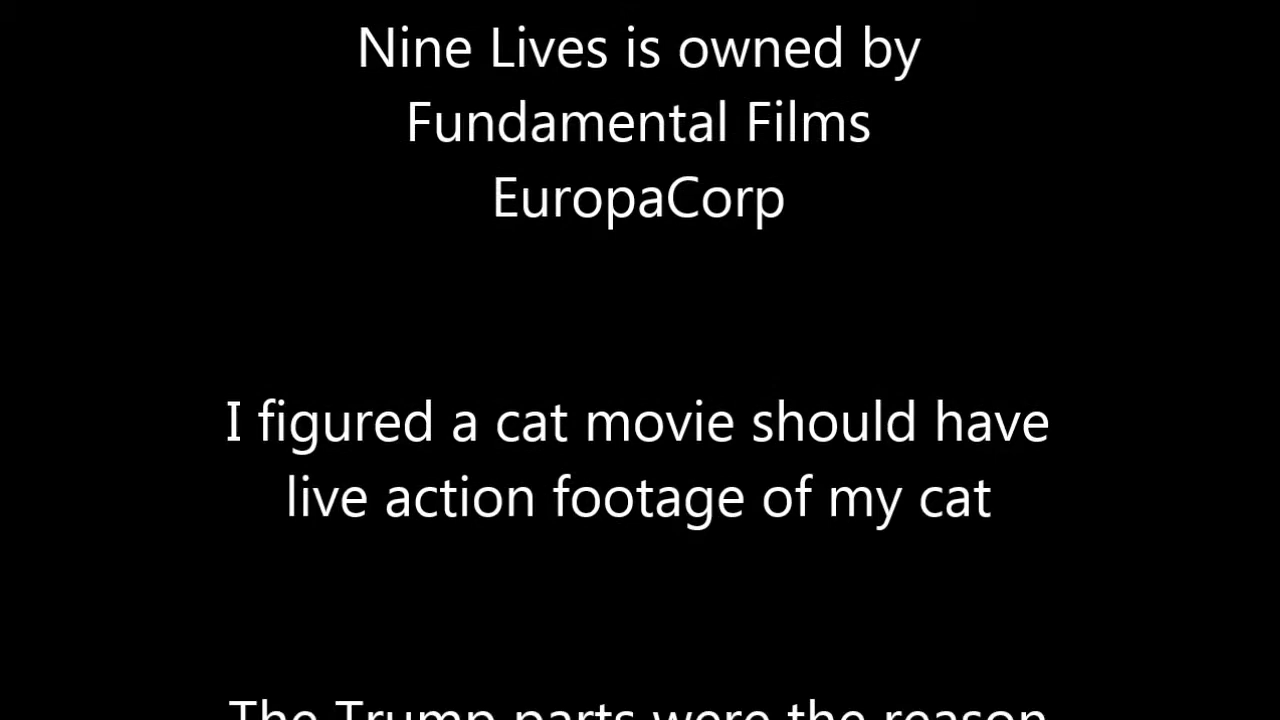 Nine Lives is owned by
Fundamental Films
EuropaCorp
I figured a cat movie should have
live action footage of my cat
The Trump parts were the reason